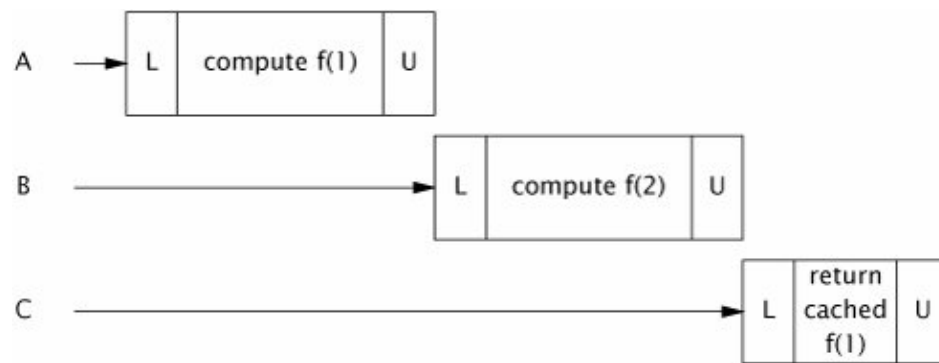 A L compute f(1) U
B L compute f(2) U
C L return cached f(1) U